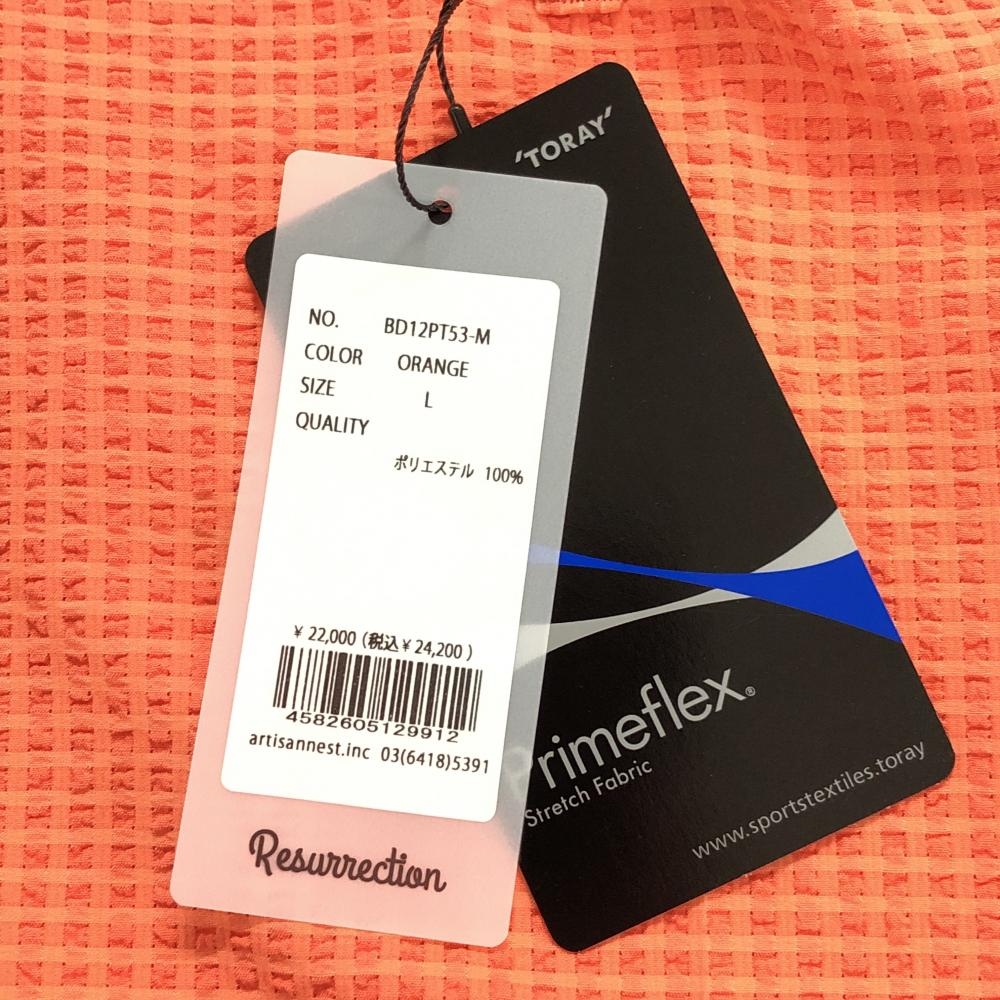 'TORAY'
NO. BD12PT53-M
COLOR ORANGE
SIZE L
QUALITY
ポリエステル 100%
¥ 22,000 (税込 ¥ 24,200 )
4582605129912
artisannest.inc 03(6418)5391
Resurrection
Primeflex®
Stretch Fabric
www.sportstextiles.toray